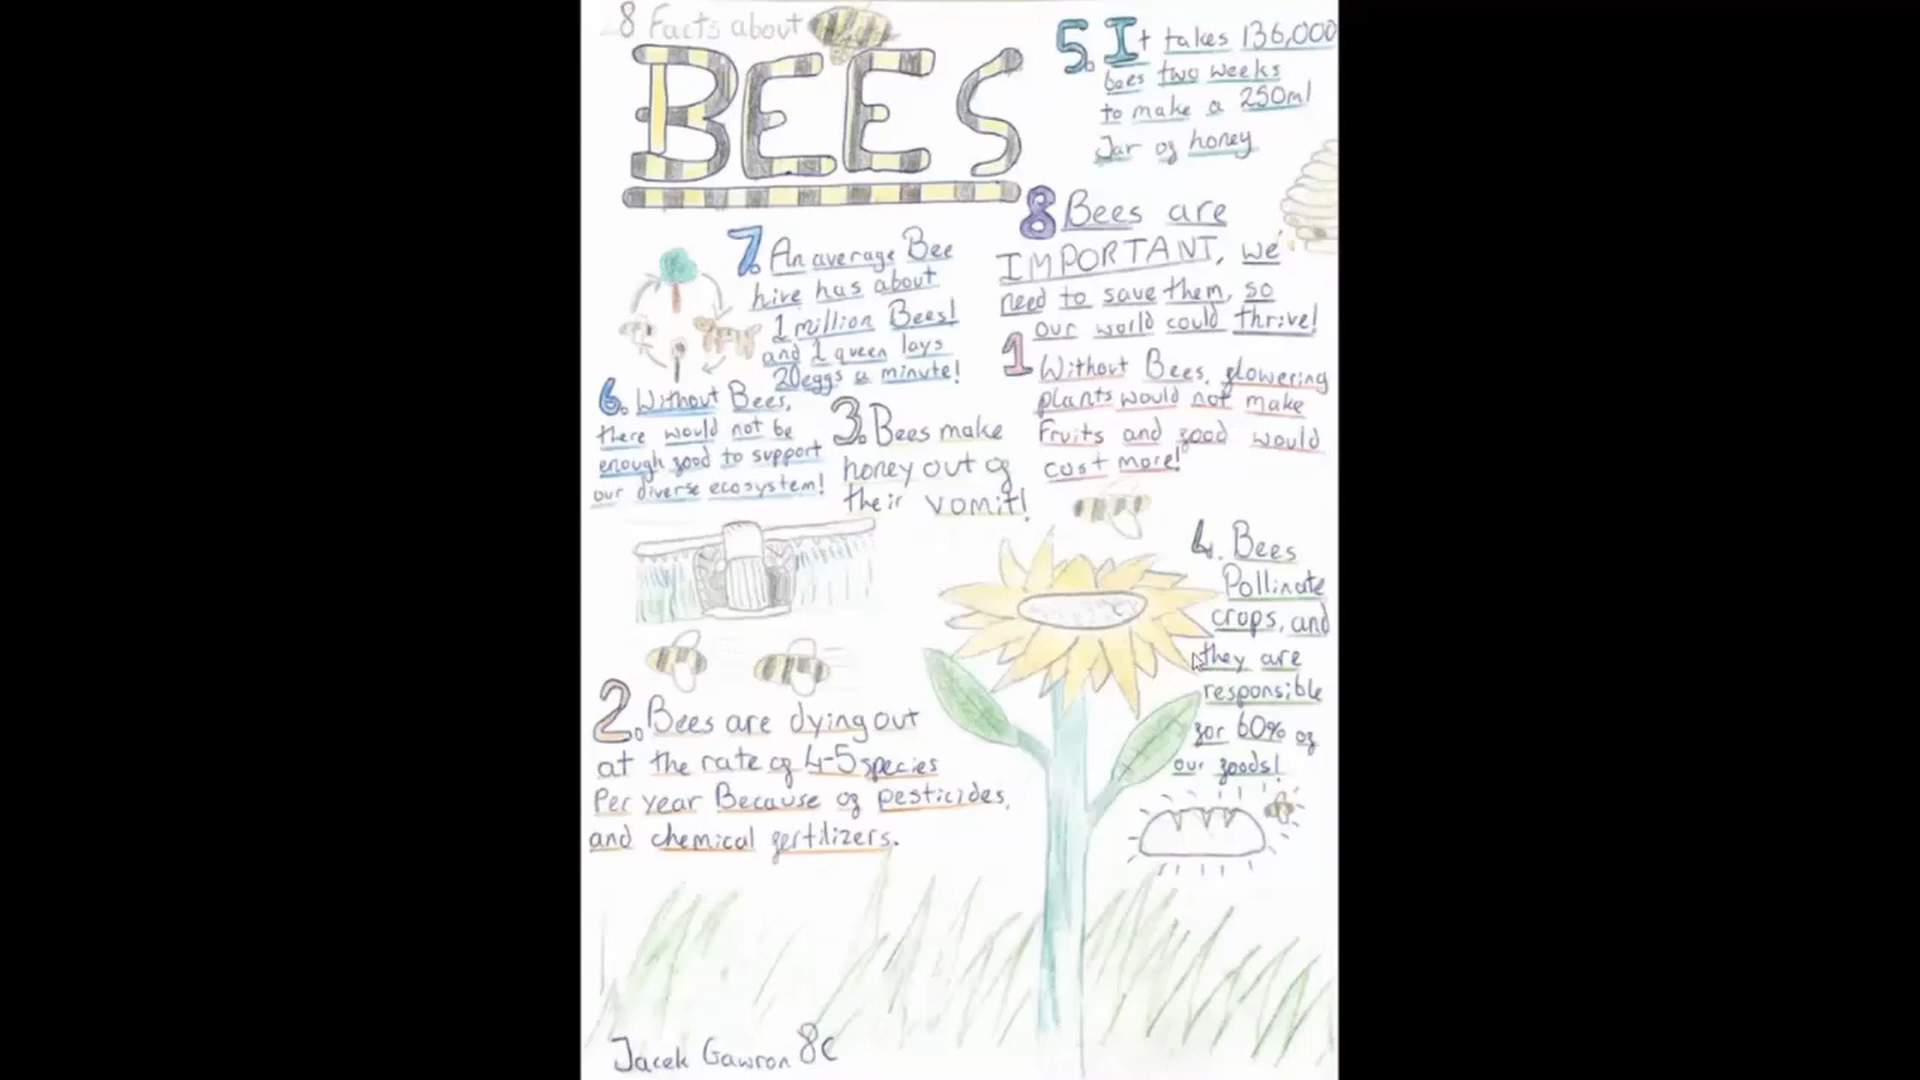 8 Facts about
BEES
5. It takes 136,000
bees two weeks
to make a 250ml
Jar of honey
8 Bees are
IMPORTANT, we
need to save them, so
our world could thrive!
7. An average Bee
hive has about
1 million Bees!
and 1 queen lays
20 eggs a minute!
1 Without Bees, flowering
plants would not make
Fruits and food would
cost more!
6. Without Bees,
there would not be
enough food to support
our diverse ecosystem!
3. Bees make
honey out of
their vomit!
4. Bees
Pollinate
crops, and
they are
responsible
for 60% of
our foods!
2. Bees are dying out
at the rate of 4-5 species
Per year Because of pesticides,
and chemical fertilizers.
Jacek Gawron 8c